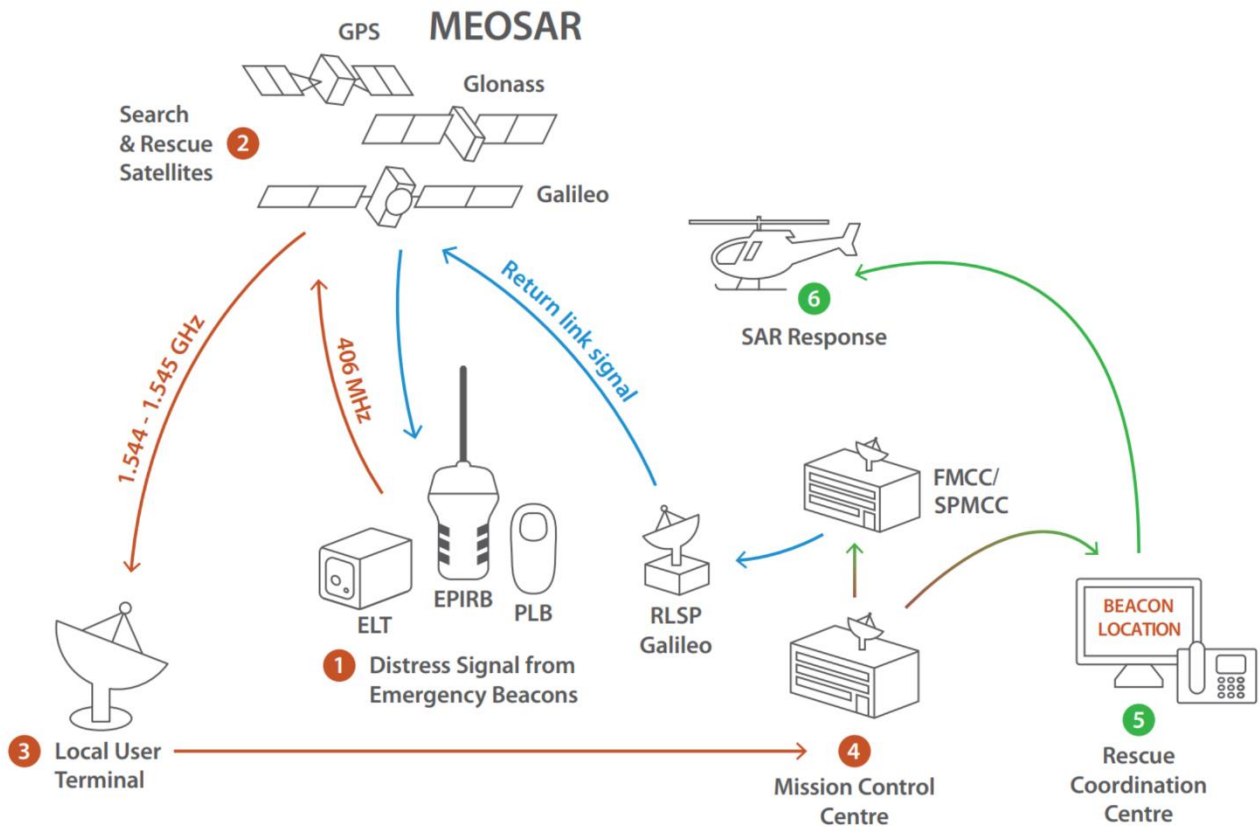 GPS
MEOSAR
Glonass
Search
& Rescue
Satellites
2
Galileo
1.544 - 1.545 GHz
406 MHz
Return link signal
6
SAR Response
FMCC/
SPMCC
ELT
EPIRB
PLB
RLSP
Galileo
BEACON
LOCATION
1
Distress Signal from
Emergency Beacons
3
Local User
Terminal
4
Mission Control
Centre
5
Rescue
Coordination
Centre